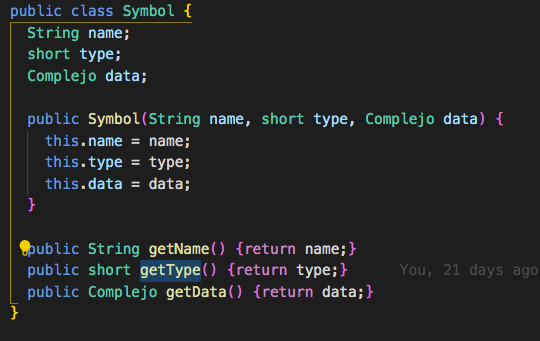 public class Symbol {
  String name;
  short type;
  Complejo data;

  public Symbol(String name, short type, Complejo data) {
    this.name = name;
    this.type = type;
    this.data = data;
  }

  public String getName() {return name;}
  public short getType() {return type;}      You, 21 days ago
  public Complejo getData() {return data;}
}